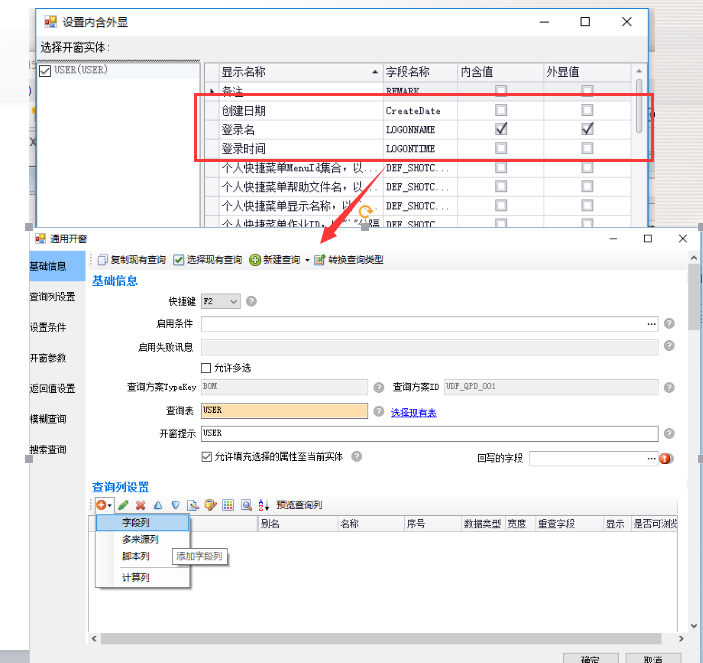 设置内含外显
选择开窗实体:
USER(USER)
显示名称 字段名称 内含值 外显值
备注 REMARK
创建日期 CreateDate
登录名 LOGONNAME
登录时间 LOGONTIME
个人快捷菜单MenuId集合，以... DEF_SHOTC...
个人快捷菜单帮助文件名，以... DEF_SHOTC...
个人快捷菜单显示名称，以 DEF_SHOTC...
个人快捷菜单作业ID，以 分隔 DEF_SHOTC...
通用开窗
基础信息
查询列设置
设置条件
开窗参数
返回值设置
模糊查询
搜索查询
复制现有查询 选择现有查询 新建查询 转换查询类型
基础信息
快捷键 F2
启用条件 ...
启用失败讯息
允许多选
查询方案TypeKey BOM 查询方案ID UDF_QPD_001
查询表 USER 选择现有表
开窗提示 USER
允许填充选择的属性至当前实体 回写的字段 ...
查询列设置
预览查询列
别名 名称 序号 数据类型 宽度 重查字段 显示 是否可浏览
字段列
多来源列
脚本列
添加字段列
计算列
确定 取消